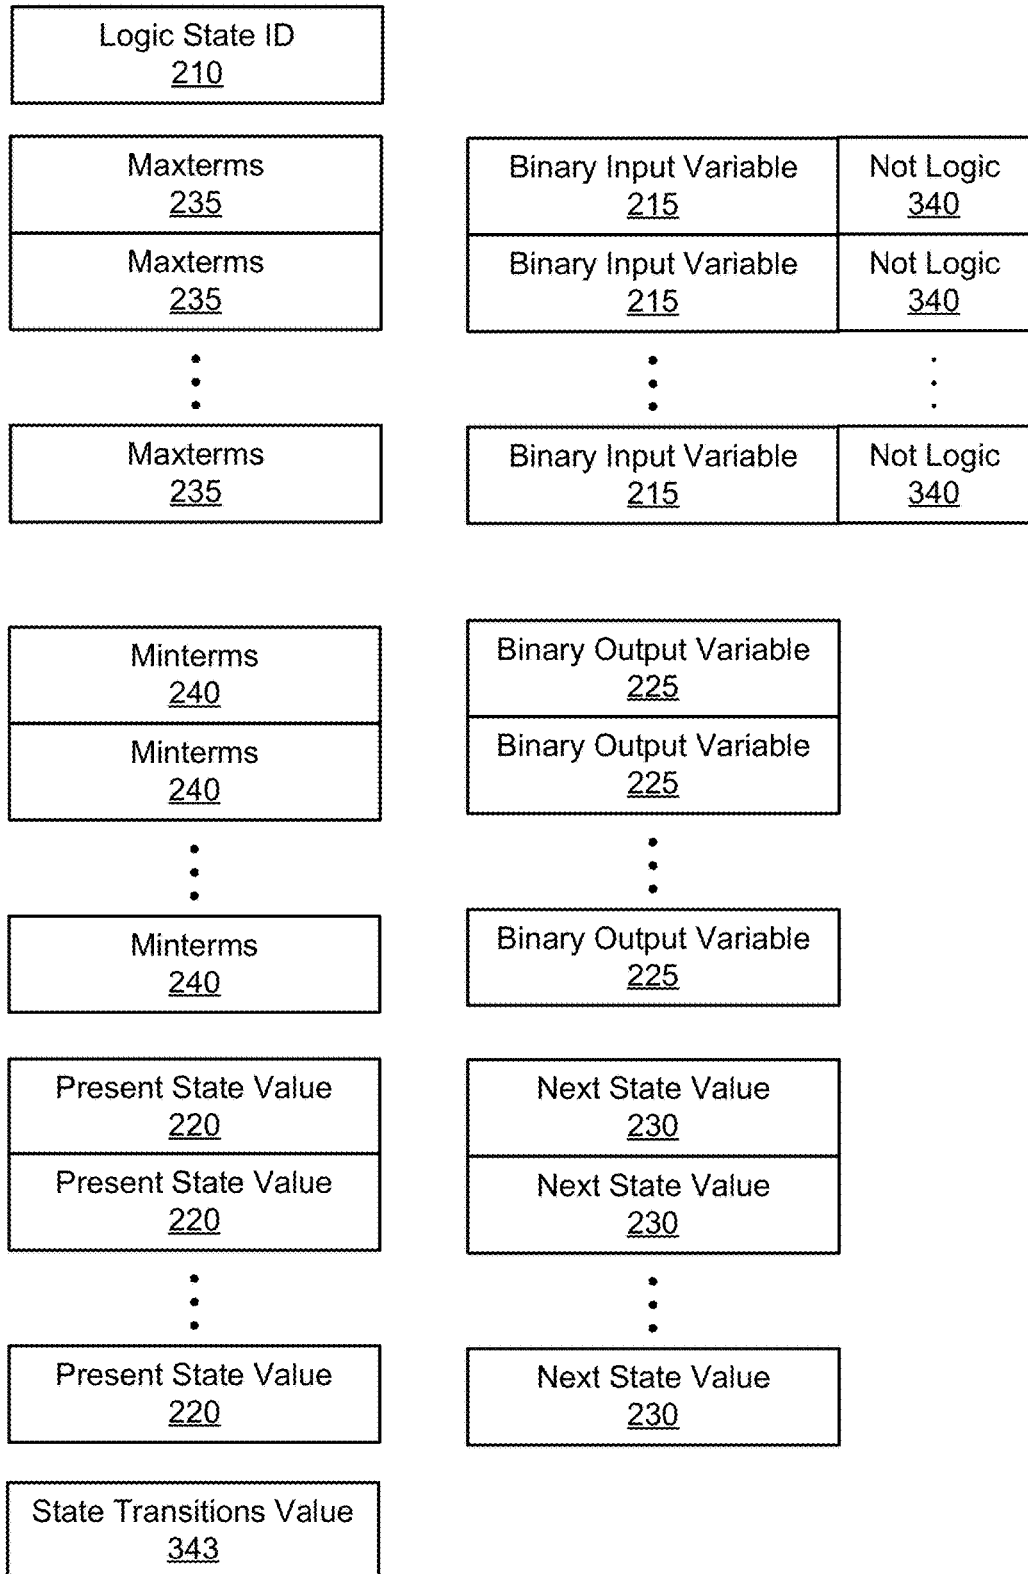 Logic State ID
210
Maxterms
235
Binary Input Variable
215
Not Logic
340
Maxterms
235
Binary Input Variable
215
Not Logic
340
Maxterms
235
Binary Input Variable
215
Not Logic
340
Minterms
240
Binary Output Variable
225
Minterms
240
Binary Output Variable
225
Minterms
240
Binary Output Variable
225
Present State Value
220
Next State Value
230
Present State Value
220
Next State Value
230
Present State Value
220
Next State Value
230
State Transitions Value
343